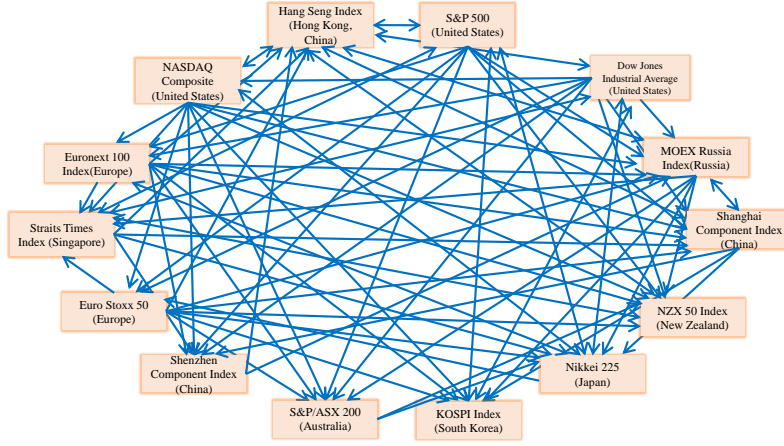 Hang Seng Index
(Hong Kong,
China)
S&P 500
(United States)
NASDAQ
Composite
(United States)
Dow Jones
Industrial Average
(United States)
Euronext 100
Index(Europe)
MOEX Russia
Index(Russia)
Straits Times
Index (Singapore)
Shanghai
Component Index
(China)
Euro Stoxx 50
(Europe)
NZX 50 Index
(New Zealand)
Shenzhen
Component Index
(China)
Nikkei 225
(Japan)
S&P/ASX 200
(Australia)
KOSPI Index
(South Korea)